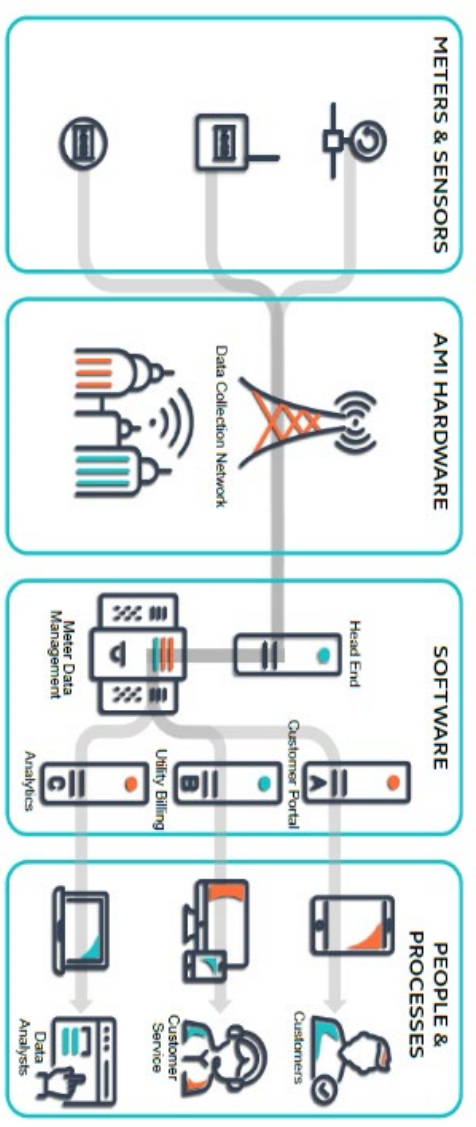 METERS & SENSORS
AMI HARDWARE
Data Collection Network
SOFTWARE
Head End
Meter Data
Management
Customer Portal
A
Utility Billing
B
Analytics
C
PEOPLE &
PROCESSES
Customers
Customer
Service
Data
Analysts